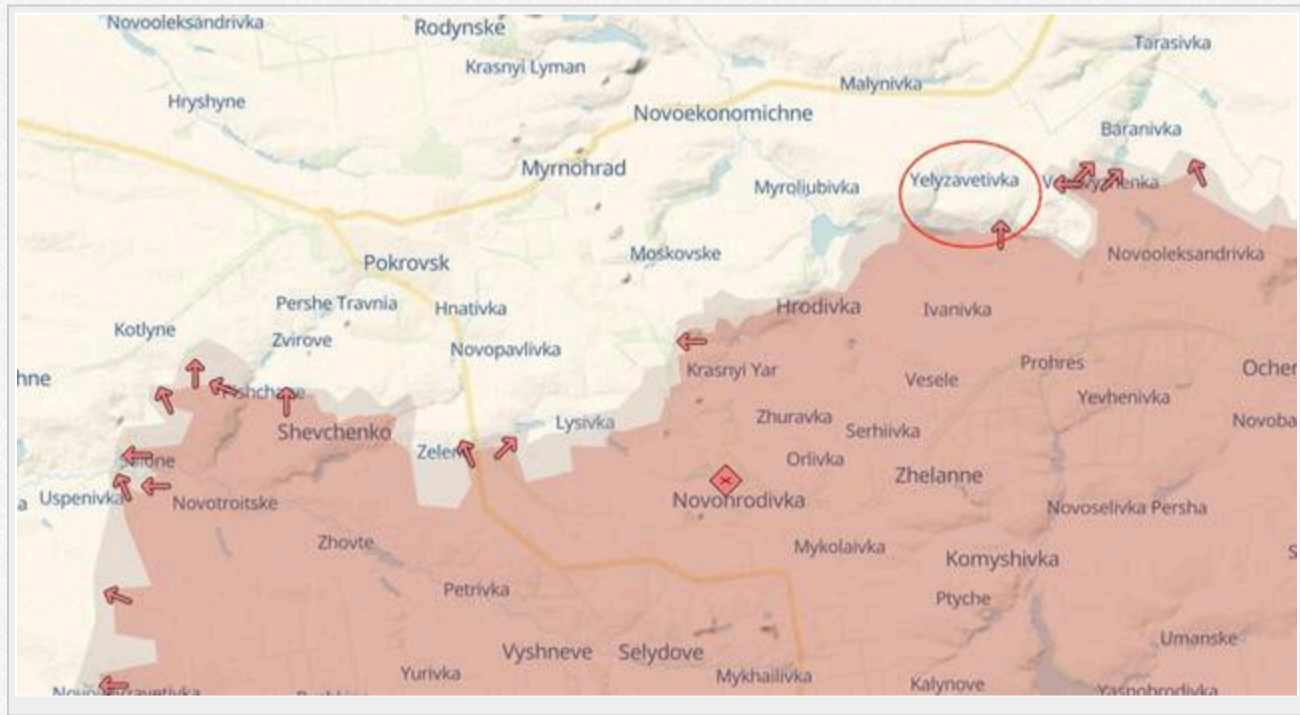 Novooleksandrivka
Rodynske
Tarasivka
Krasnyi Lyman
Malynivka
Hryshyne
Novoekonomichne
Baranivka
Myrnohrad
Yelyzavetivka
Myroliubivka
Moskovske
Novooleksandrivka
Pokrovsk
Pershe Travnia
Hnativka
Hrodivka
Ivanivka
Kotlyne
Zvirove
Novopavlivka
Krasnyi Yar
Prohres
Vesele
Yevhenivka
Zhuravka
Lysivka
Shevchenko
Serhiivka
Orlivka
Zhelanne
Uspenivka
Novotroitske
Novohrodivka
Novoselivka Persha
Zhovte
Mykolaivka
Komyshivka
Petrivka
Ptyche
Umanske
Vyshneve
Selydove
Yurivka
Mykhailivka
Kalynove
Yasnobrodivka